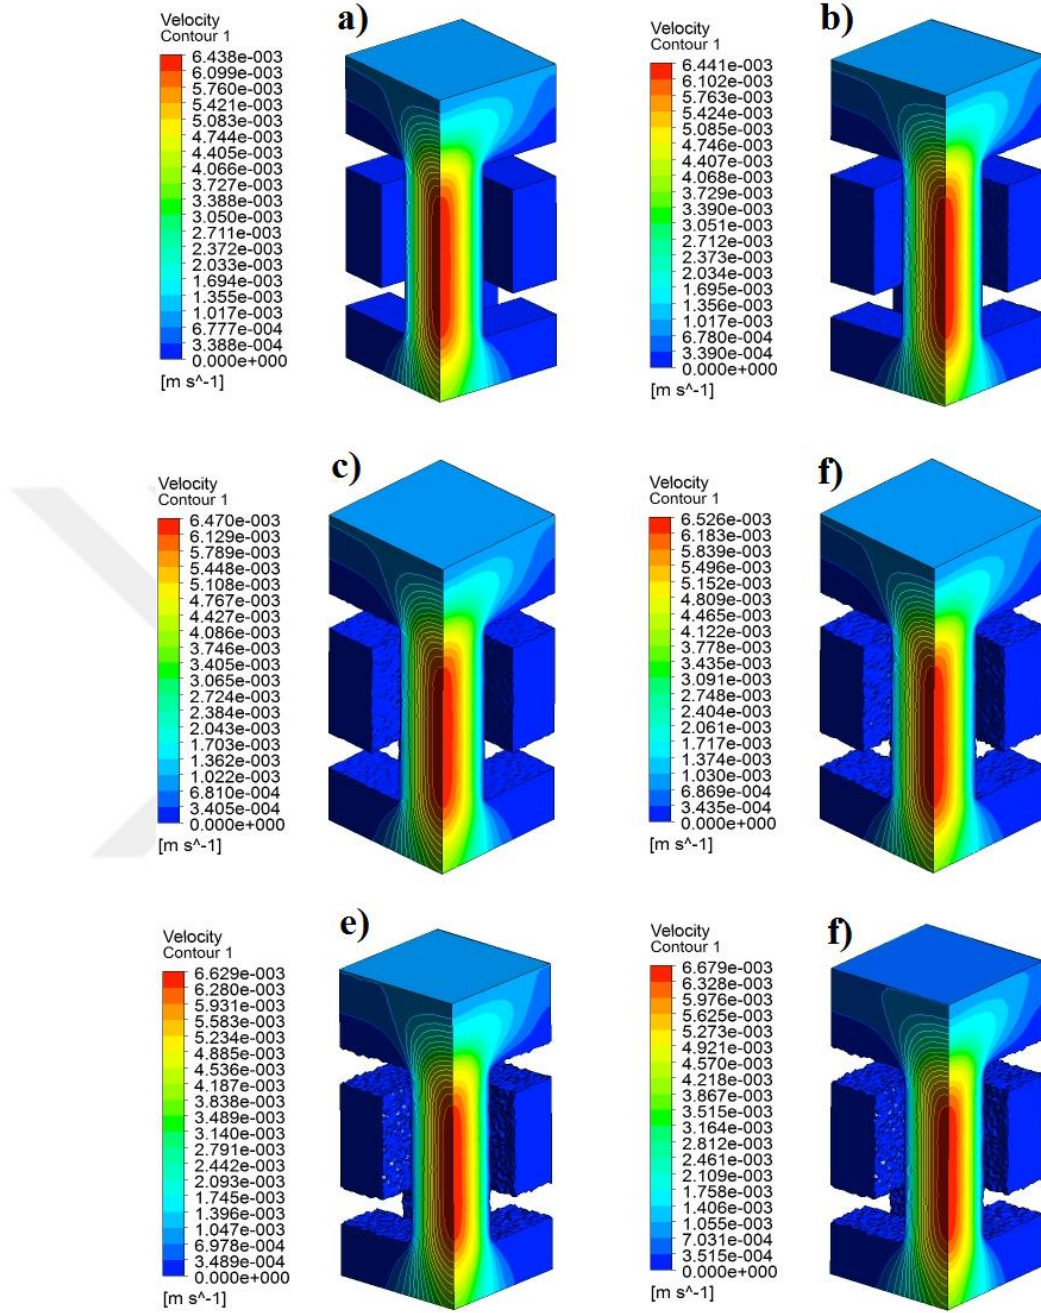 a)
Velocity
Contour 1
6.438e-003
6.099e-003
5.760e-003
5.421e-003
5.083e-003
4.744e-003
4.405e-003
4.066e-003
3.727e-003
3.388e-003
3.050e-003
2.711e-003
2.372e-003
2.033e-003
1.694e-003
1.355e-003
1.017e-003
6.777e-004
3.388e-004
0.000e+000
[m s^-1]
b)
Velocity
Contour 1
6.441e-003
6.102e-003
5.763e-003
5.424e-003
5.085e-003
4.746e-003
4.407e-003
4.068e-003
3.729e-003
3.390e-003
3.051e-003
2.712e-003
2.373e-003
2.034e-003
1.695e-003
1.356e-003
1.017e-003
6.780e-004
3.390e-004
0.000e+000
[m s^-1]
c)
Velocity
Contour 1
6.470e-003
6.129e-003
5.789e-003
5.448e-003
5.108e-003
4.767e-003
4.427e-003
4.086e-003
3.746e-003
3.405e-003
3.065e-003
2.724e-003
2.384e-003
2.043e-003
1.703e-003
1.362e-003
1.022e-003
6.810e-004
3.405e-004
0.000e+000
[m s^-1]
f)
Velocity
Contour 1
6.526e-003
6.183e-003
5.839e-003
5.496e-003
5.152e-003
4.809e-003
4.465e-003
4.122e-003
3.778e-003
3.435e-003
3.091e-003
2.748e-003
2.404e-003
2.061e-003
1.717e-003
1.374e-003
1.030e-003
6.869e-004
3.435e-004
0.000e+000
[m s^-1]
e)
Velocity
Contour 1
6.629e-003
6.280e-003
5.931e-003
5.583e-003
5.234e-003
4.885e-003
4.536e-003
4.187e-003
3.838e-003
3.489e-003
3.140e-003
2.791e-003
2.442e-003
2.093e-003
1.745e-003
1.396e-003
1.047e-003
6.978e-004
3.489e-004
0.000e+000
[m s^-1]
f)
Velocity
Contour 1
6.679e-003
6.328e-003
5.976e-003
5.625e-003
5.273e-003
4.921e-003
4.570e-003
4.218e-003
3.867e-003
3.515e-003
3.164e-003
2.812e-003
2.461e-003
2.109e-003
1.758e-003
1.406e-003
1.055e-003
7.031e-004
3.515e-004
0.000e+000
[m s^-1]